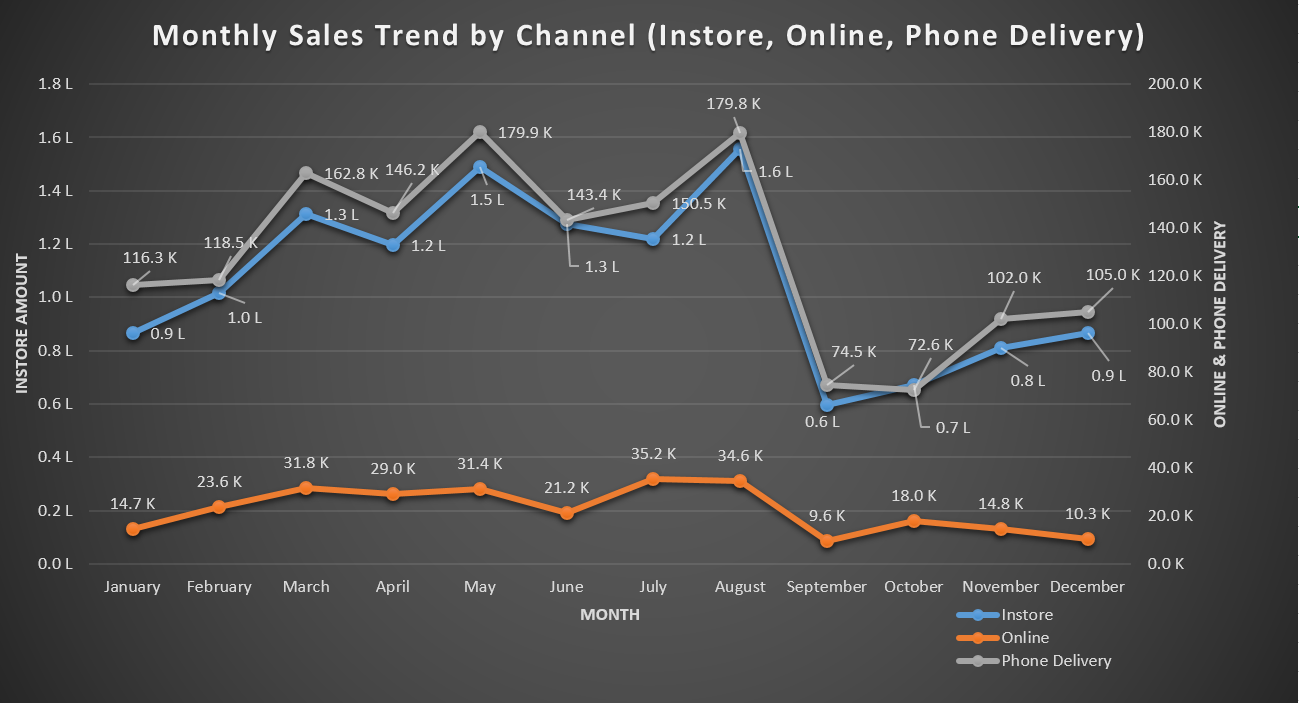 Monthly Sales Trend by Channel (Instore, Online, Phone Delivery)
INSTORE AMOUNT
1.8 L
1.6 L
1.4 L
1.2 L
1.0 L
0.8 L
0.6 L
0.4 L
0.2 L
0.0 L
116.3 K
118.5 K
162.8 K
146.2 K
179.9 K
143.4 K
150.5 K
179.8 K
74.5 K
72.6 K
102.0 K
105.0 K
0.9 L
1.0 L
1.3 L
1.2 L
1.5 L
1.3 L
1.2 L
1.6 L
0.6 L
0.7 L
0.8 L
0.9 L
14.7 K
23.6 K
31.8 K
29.0 K
31.4 K
21.2 K
35.2 K
34.6 K
9.6 K
18.0 K
14.8 K
10.3 K
200.0 K
180.0 K
160.0 K
140.0 K
120.0 K
100.0 K
80.0 K
60.0 K
40.0 K
20.0 K
0.0 K
ONLINE & PHONE DELIVERY
January February March April May June July August September October November December
MONTH
Instore
Online
Phone Delivery